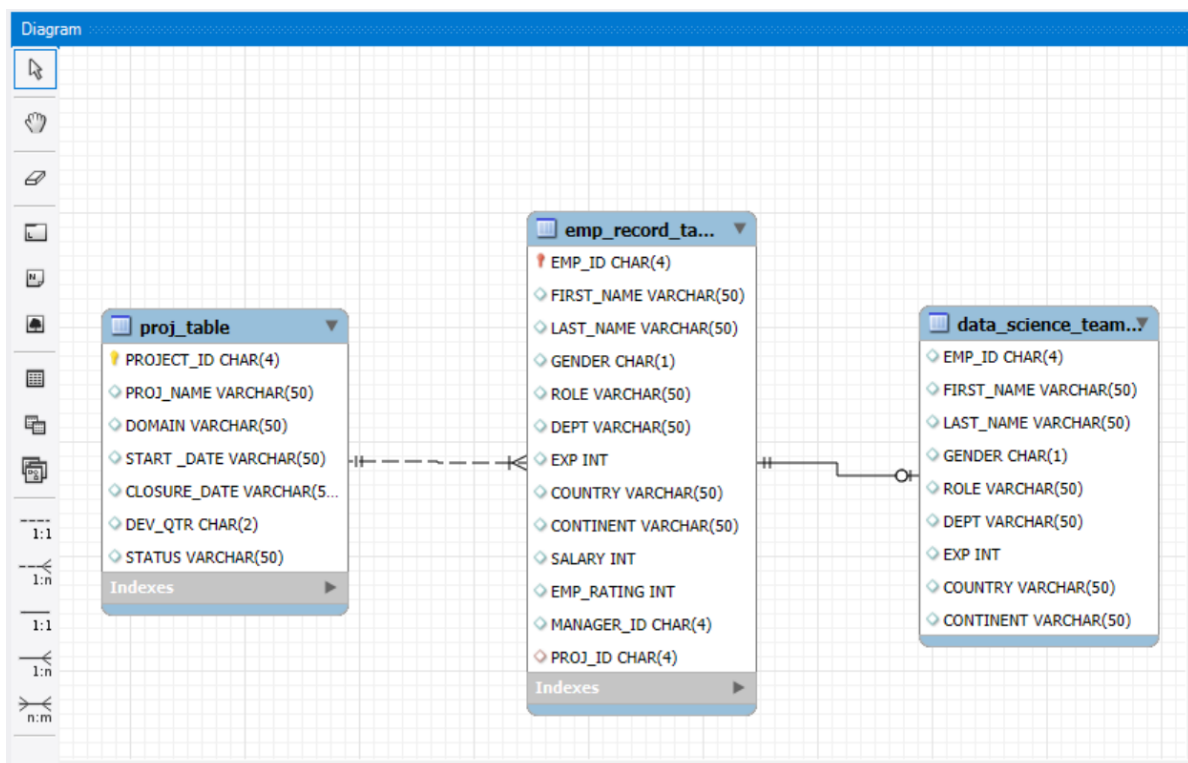 Diagram
proj_table
PROJECT_ID CHAR(4)
PROJ_NAME VARCHAR(50)
DOMAIN VARCHAR(50)
START _DATE VARCHAR(50)
CLOSURE_DATE VARCHAR(5...
DEV_QTR CHAR(2)
STATUS VARCHAR(50)
Indexes
emp_record_ta...
EMP_ID CHAR(4)
FIRST_NAME VARCHAR(50)
LAST_NAME VARCHAR(50)
GENDER CHAR(1)
ROLE VARCHAR(50)
DEPT VARCHAR(50)
EXP INT
COUNTRY VARCHAR(50)
CONTINENT VARCHAR(50)
SALARY INT
EMP_RATING INT
MANAGER_ID CHAR(4)
PROJ_ID CHAR(4)
Indexes
data_science_team...
EMP_ID CHAR(4)
FIRST_NAME VARCHAR(50)
LAST_NAME VARCHAR(50)
GENDER CHAR(1)
ROLE VARCHAR(50)
DEPT VARCHAR(50)
EXP INT
COUNTRY VARCHAR(50)
CONTINENT VARCHAR(50)
1:1
1:n
1:1
1:n
n:m